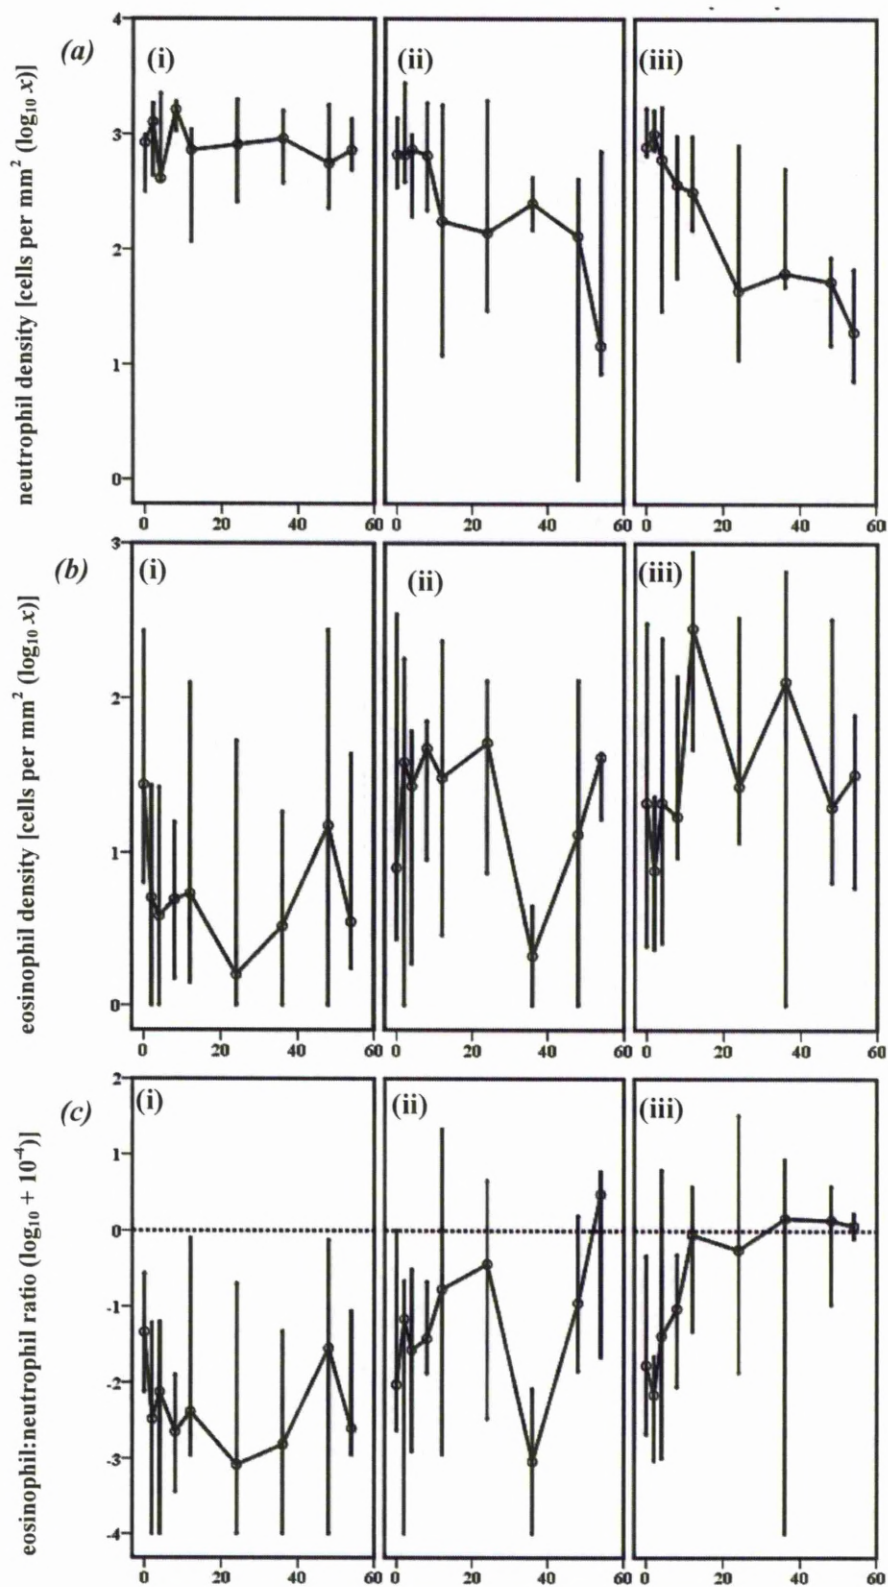 (a)
(i)
(ii)
(iii)
neutrophil density [cells per mm² (log₁₀ x)]
4
3
2
1
0
0 20 40 60
0 20 40 60
0 20 40 60
(b)
(i)
(ii)
(iii)
eosinophil density [cells per mm² (log₁₀ x)]
3
2
1
0
0 20 40 60
0 20 40 60
0 20 40 60
(c)
(i)
(ii)
(iii)
eosinophil:neutrophil ratio (log₁₀ + 10⁻⁴)]
2
1
0
-1
-2
-3
-4
0 20 40 60
0 20 40 60
0 20 40 60